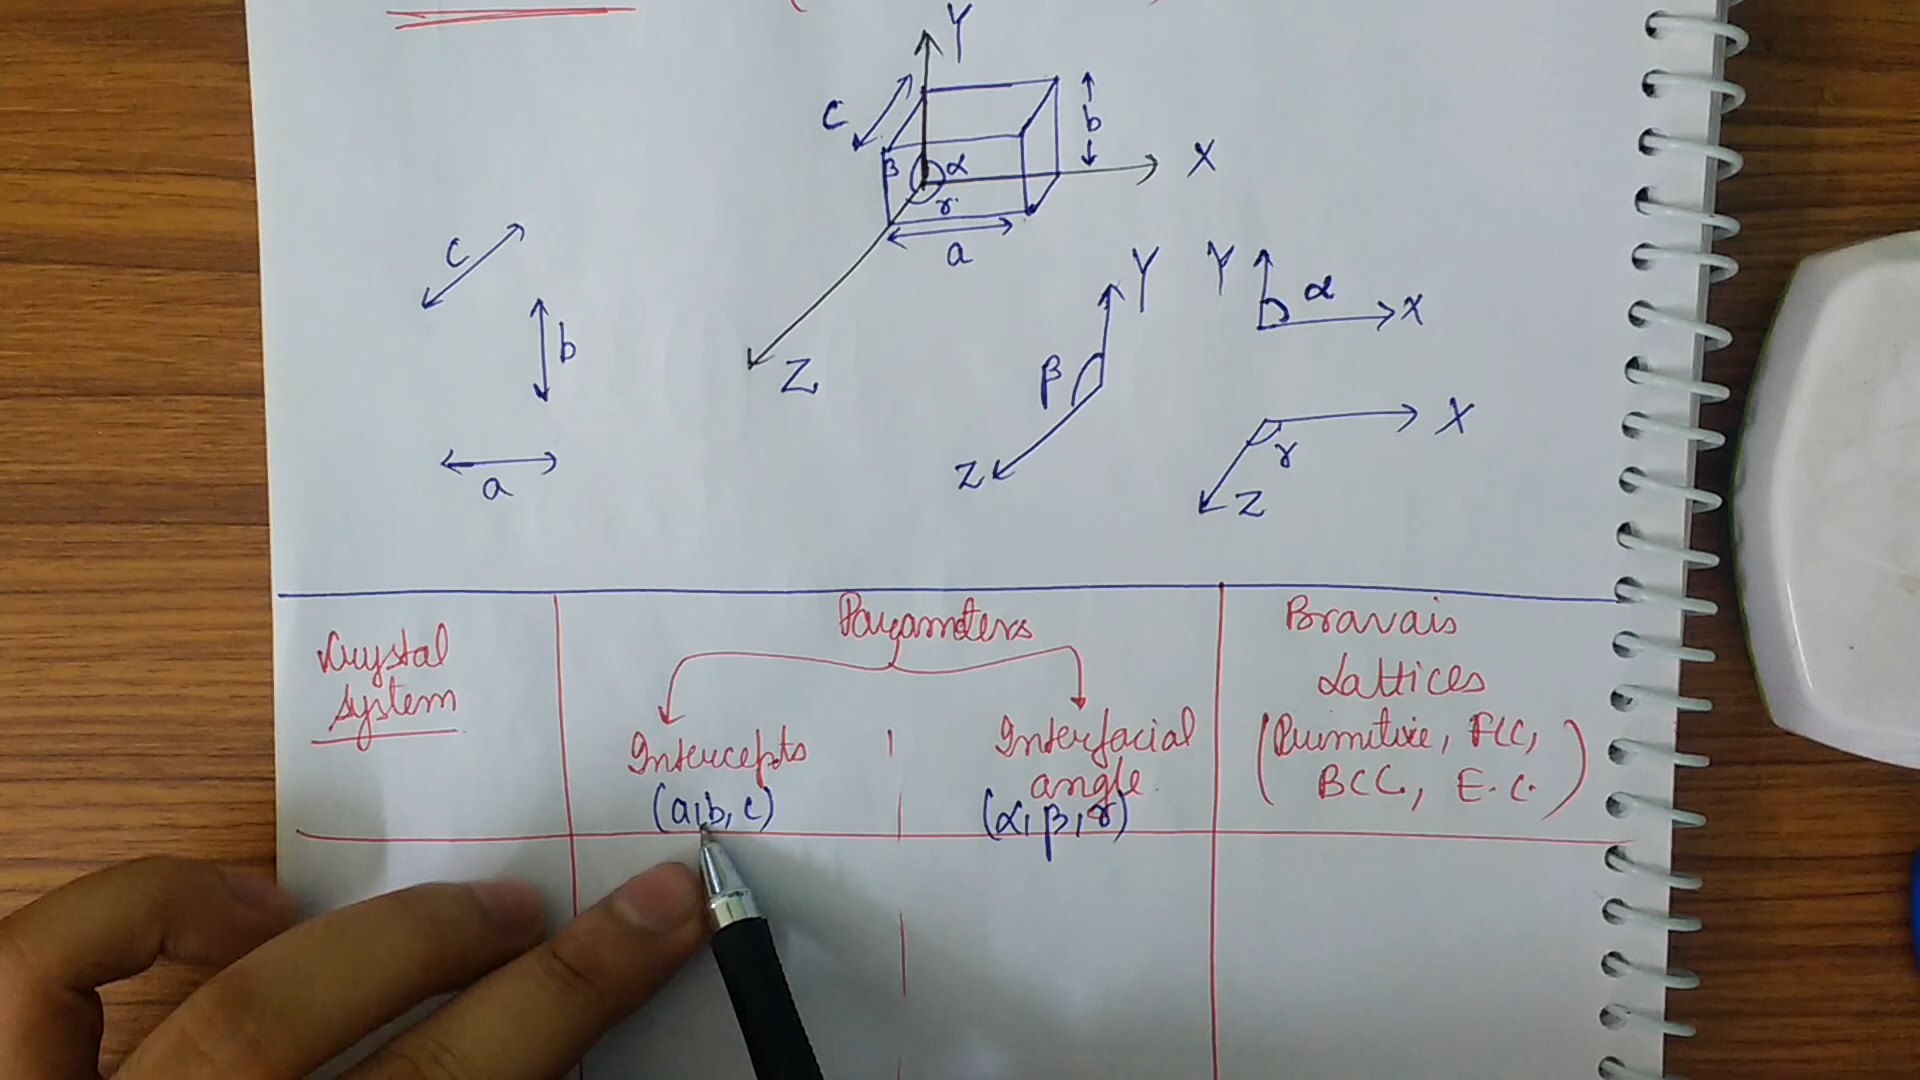 Y
C
b
β
α
X
γ
a
C
Y
Y
α
X
b
β
Z
X
Z
γ
a
Z
Parameters
Bravais
Crystal
Lattices
system
Intercepts
Interfacial
(Primitive, FCC,
angle
BCC, E.C.)
(a,b,c)
(α,β,γ)